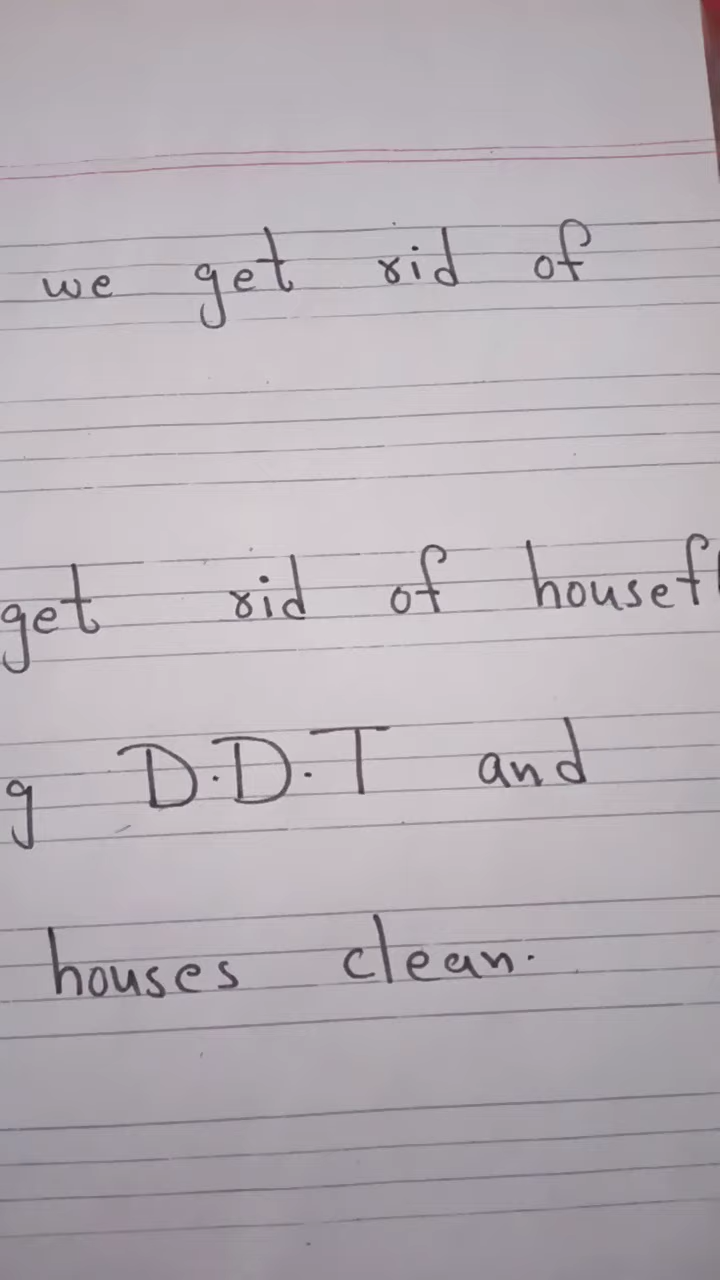 we get rid of
get rid of housef
g D.D.T and
houses clean.